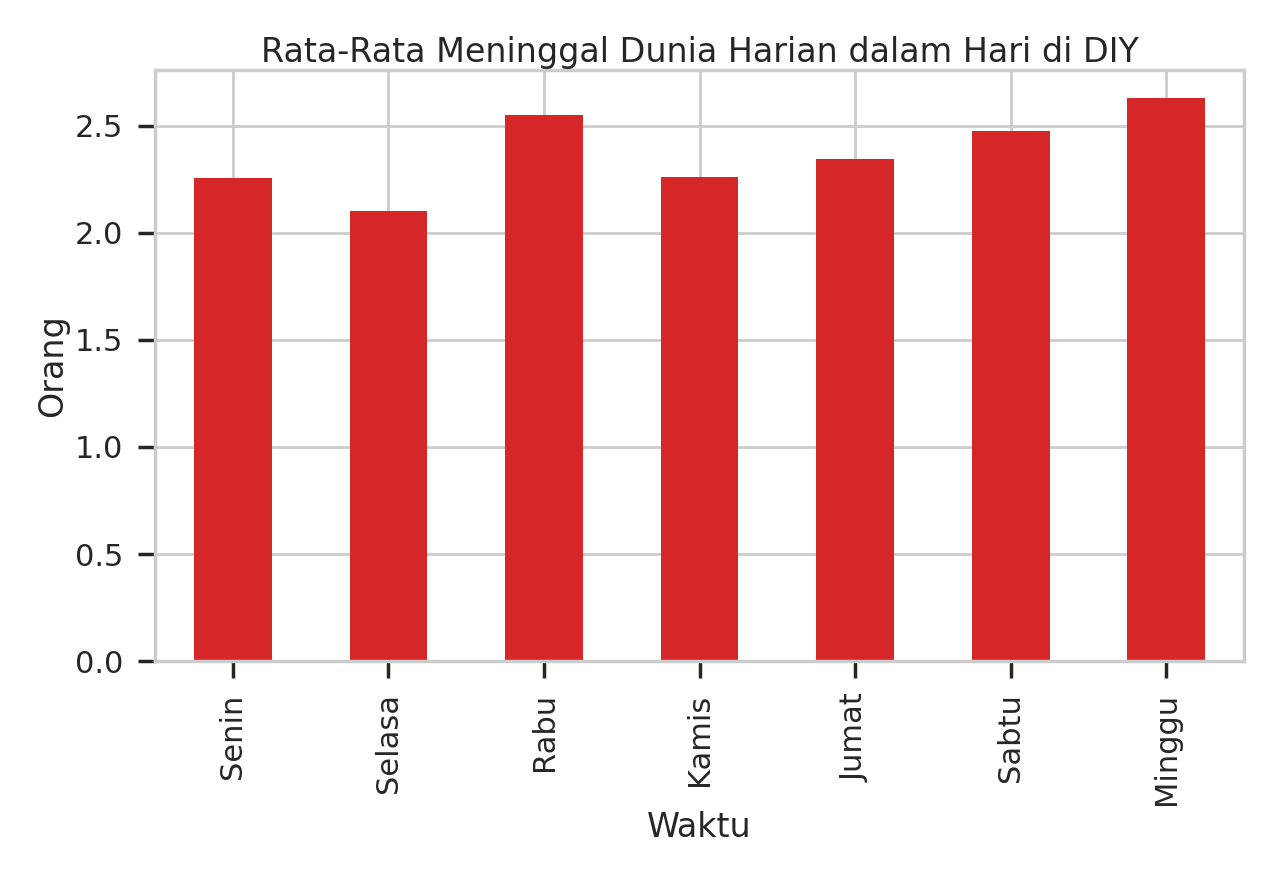 Rata-Rata Meninggal Dunia Harian dalam Hari di DIY
2.5
2.0
1.5
1.0
0.5
0.0
Orang
Senin
Selasa
Rabu
Kamis
Jumat
Sabtu
Minggu
Waktu